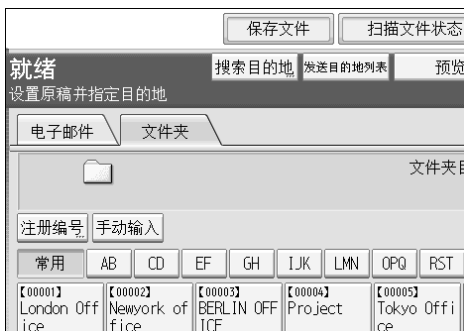 保存文件 扫描文件状态
就绪 搜索目的地 发送目的地列表 预览
设置原稿并指定目的地
电子邮件 文件夹
文件夹目
注册编号 手动输入
常用 AB CD EF GH IJK LMN OPQ RST
【00001】 【00002】 【00003】 【00004】 【00005】
London Off Newyork of BERLIN OFF Project Tokyo Offi
ice ffice ICE ce